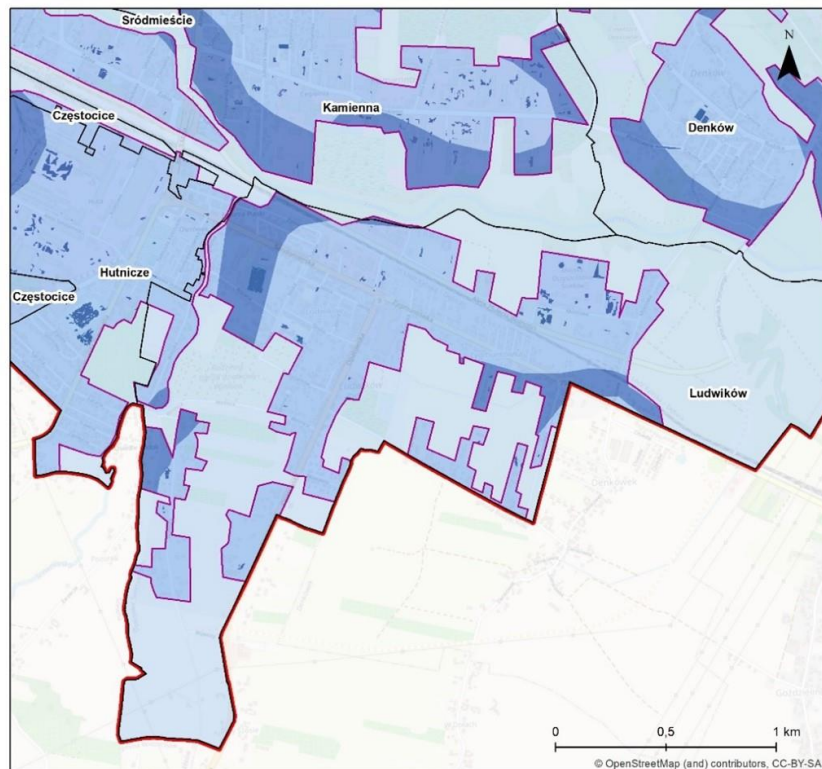 Śródmieście
N
Kamienna
Częstocice
Denków
Hutnicze
Częstocice
Ludwików
0 0,5 1 km
© OpenStreetMap (and) contributors, CC-BY-SA